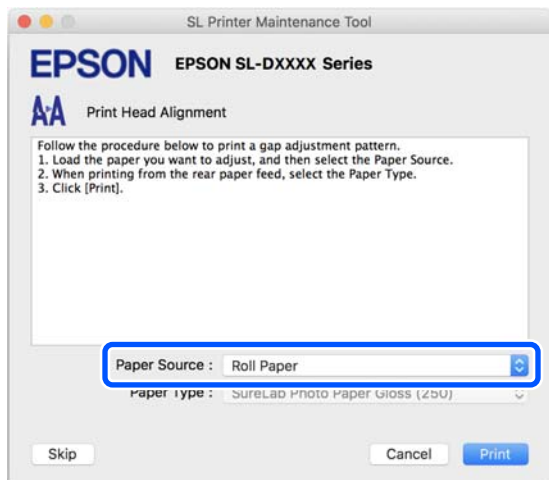 SL Printer Maintenance Tool
EPSON EPSON SL-DXXXX Series
Print Head Alignment
Follow the procedure below to print a gap adjustment pattern.
1. Load the paper you want to adjust, and then select the Paper Source.
2. When printing from the rear paper feed, select the Paper Type.
3. Click [Print].
Paper Source : Roll Paper
Paper Type : SureLab Photo Paper Gloss (250)
Skip Cancel Print